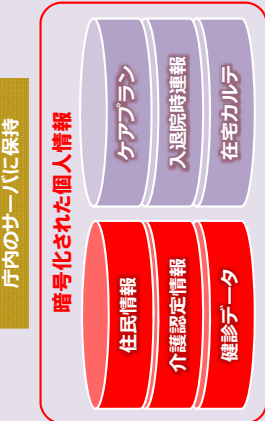 庁内のサーバに保持
暗号化された個人情報
住民情報
介護認定情報
健診データ
ケアプラン
入退院時連報
在宅カルテ